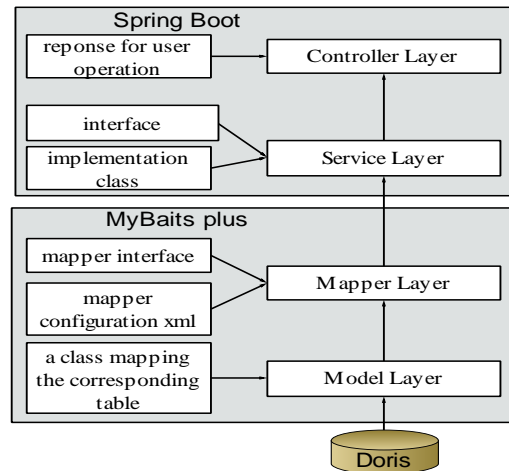 Spring Boot
reponse for user
operation
Controller Layer
interface
implementation
class
Service Layer
MyBaits plus
mapper interface
mapper
configuration xml
Mapper Layer
a class mapping
the corresponding
table
Model Layer
Doris